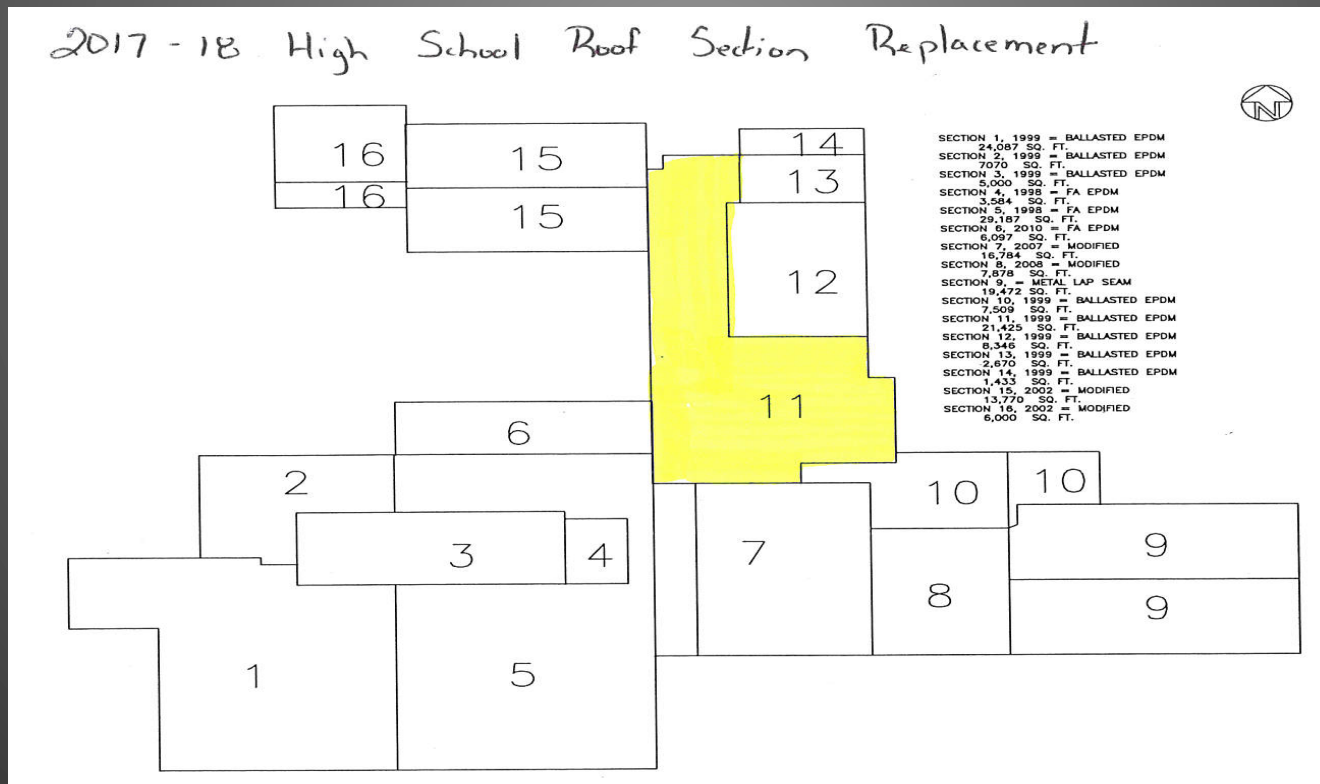 2017-18 High School Roof Section Replacement
N
SECTION 1, 1999 = BALLASTED EPDM
24,087 SQ. FT.
SECTION 2, 1999 = BALLASTED EPDM
7070 SQ. FT.
SECTION 3, 1999 = BALLASTED EPDM
5,000 SQ. FT.
SECTION 4, 1998 = FA EPDM
3,584 SQ. FT.
SECTION 5, 1998 = FA EPDM
29,187 SQ. FT.
SECTION 6, 2010 = FA EPDM
6,097 SQ. FT.
SECTION 7, 2007 = MODIFIED
16,784 SQ. FT.
SECTION 8, 2008 = MODIFIED
7,878 SQ. FT.
SECTION 9, = METAL LAP SEAM
19,472 SQ. FT.
SECTION 10, 1999 = BALLASTED EPDM
7,509 SQ. FT.
SECTION 11, 1999 = BALLASTED EPDM
21,425 SQ. FT.
SECTION 12, 1999 = BALLASTED EPDM
8,346 SQ. FT.
SECTION 13, 1999 = BALLASTED EPDM
2,670 SQ. FT.
SECTION 14, 1999 = BALLASTED EPDM
1,433 SQ. FT.
SECTION 15, 2002 = MODIFIED
13,770 SQ. FT.
SECTION 16, 2002 = MODIFIED
6,000 SQ. FT.
14
16
15
13
16
15
12
11
6
2
10
10
3
4
7
9
8
9
1
5